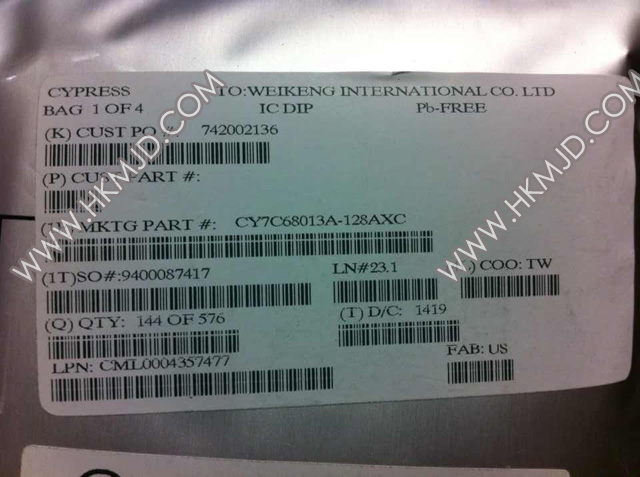 CYPRESS TO:WEIKENG INTERNATIONAL CO. LTD
BAG 1 OF 4 IC DIP Pb-FREE
(K) CUST PO #: 742002136
(P) CUST PART #:
MKTG PART #: CY7C68013A-128AXC
(1T)SO#:9400087417 LN#23.1 COO: TW
(Q) QTY: 144 OF 576 (T) D/C: 1419
LPN: CML0004357477 FAB: US
WWW.HKMJD.COM
WWW.HKMJD.COM